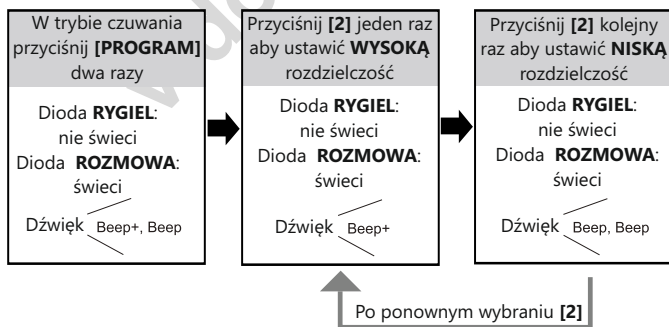 W trybie czuwania
przyciśnij [PROGRAM]
dwa razy
Dioda RYGIEL:
nie świeci
Dioda ROZMOWA:
świeci
Dźwięk Beep+, Beep
Przyciśnij [2] jeden raz
aby ustawić WYSOKĄ
rozdzielczość
Dioda RYGIEL:
nie świeci
Dioda ROZMOWA:
świeci
Dźwięk Beep+
Przyciśnij [2] kolejny
raz aby ustawić NISKĄ
rozdzielczość
Dioda RYGIEL:
nie świeci
Dioda ROZMOWA:
świeci
Dźwięk Beep, Beep
Po ponownym wybraniu [2]